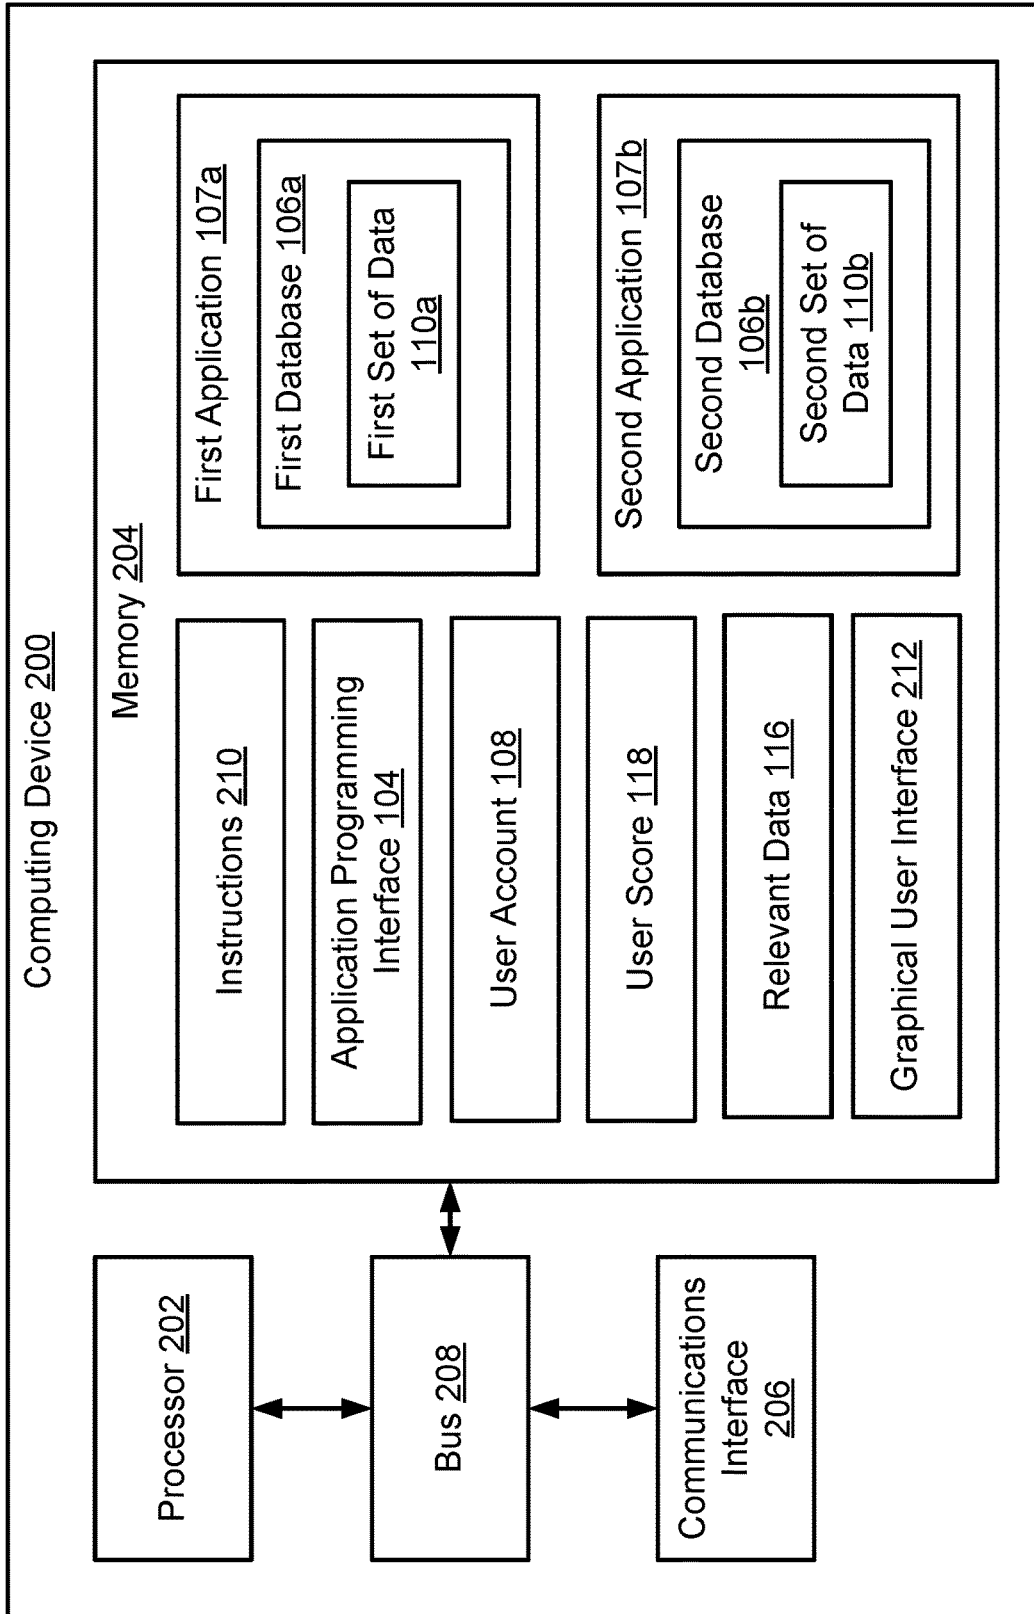 Computing Device 200
Processor 202
Bus 208
Communications
Interface
206
Memory 204
Instructions 210
Application Programming
Interface 104
User Account 108
User Score 118
Relevant Data 116
Graphical User Interface 212
First Application 107a
First Database 106a
First Set of Data
110a
Second Application 107b
Second Database
106b
Second Set of
Data 110b